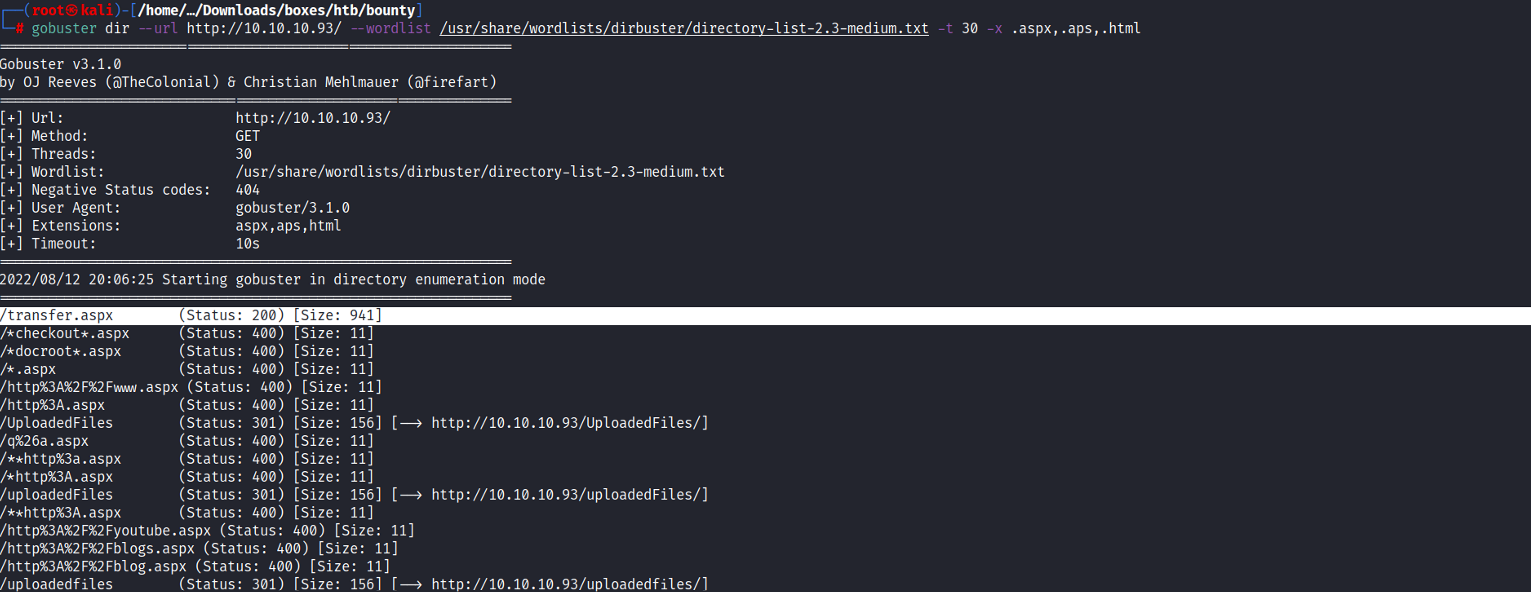 ┌──(root㉿kali)-[/home/…/Downloads/boxes/htb/bounty]
└─# gobuster dir --url http://10.10.10.93/ --wordlist /usr/share/wordlists/dirbuster/directory-list-2.3-medium.txt -t 30 -x .aspx,.aps,.html
===============================================================
Gobuster v3.1.0
by OJ Reeves (@TheColonial) & Christian Mehlmauer (@firefart)
===============================================================
[+] Url:                     http://10.10.10.93/
[+] Method:                  GET
[+] Threads:                 30
[+] Wordlist:                /usr/share/wordlists/dirbuster/directory-list-2.3-medium.txt
[+] Negative Status codes:   404
[+] User Agent:              gobuster/3.1.0
[+] Extensions:              aspx,aps,html
[+] Timeout:                 10s
===============================================================
2022/08/12 20:06:25 Starting gobuster in directory enumeration mode
===============================================================
/transfer.aspx        (Status: 200) [Size: 941]
/*checkout*.aspx      (Status: 400) [Size: 11]
/*docroot*.aspx       (Status: 400) [Size: 11]
/*.aspx               (Status: 400) [Size: 11]
/http%3A%2F%2Fwww.aspx (Status: 400) [Size: 11]
/http%3A.aspx         (Status: 400) [Size: 11]
/UploadedFiles        (Status: 301) [Size: 156] [--> http://10.10.10.93/UploadedFiles/]
/q%26a.aspx           (Status: 400) [Size: 11]
/**http%3a.aspx       (Status: 400) [Size: 11]
/*http%3A.aspx        (Status: 400) [Size: 11]
/uploadedFiles        (Status: 301) [Size: 156] [--> http://10.10.10.93/uploadedFiles/]
/**http%3A.aspx       (Status: 400) [Size: 11]
/http%3A%2F%2Fyoutube.aspx (Status: 400) [Size: 11]
/http%3A%2F%2Fblogs.aspx (Status: 400) [Size: 11]
/http%3A%2F%2Fblog.aspx (Status: 400) [Size: 11]
/uploadedfiles        (Status: 301) [Size: 156] [--> http://10.10.10.93/uploadedfiles/]